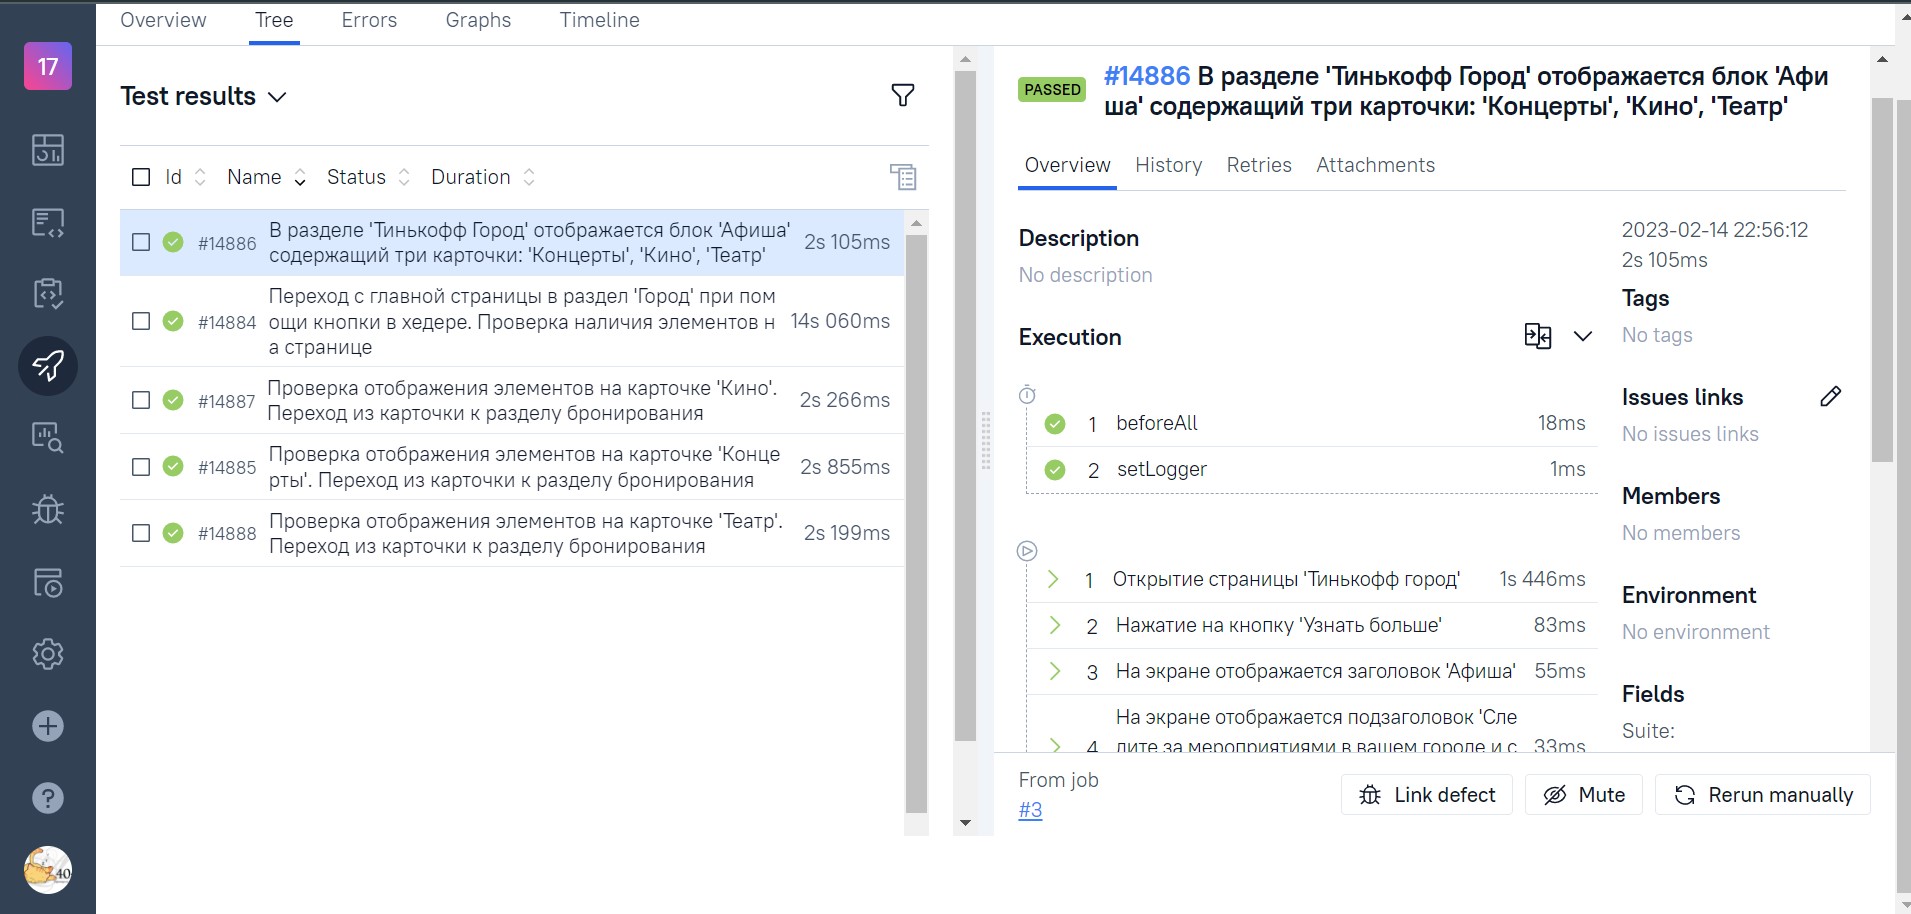 Overview Tree Errors Graphs Timeline
17
Test results
Id Name Status Duration
#14886 В разделе 'Тинькофф Город' отображается блок 'Афиша' 2s 105ms
содержащий три карточки: 'Концерты', 'Кино', 'Театр'
Переход с главной страницы в раздел 'Город' при пом
#14884 ощи кнопки в хедере. Проверка наличия элементов н 14s 060ms
а странице
#14887 Проверка отображения элементов на карточке 'Кино'. 2s 266ms
Переход из карточки к разделу бронирования
#14885 Проверка отображения элементов на карточке 'Конце 2s 855ms
рты'. Переход из карточки к разделу бронирования
#14888 Проверка отображения элементов на карточке 'Театр'. 2s 199ms
Переход из карточки к разделу бронирования
40
PASSED #14886 В разделе 'Тинькофф Город' отображается блок 'Афи
ша' содержащий три карточки: 'Концерты', 'Кино', 'Театр'
Overview History Retries Attachments
Description
No description
Execution
1 beforeAll 18ms
2 setLogger 1ms
1 Открытие страницы 'Тинькофф город' 1s 446ms
2 Нажатие на кнопку 'Узнать больше' 83ms
3 На экране отображается заголовок 'Афиша' 55ms
На экране отображается подзаголовок 'Сле
4 дите за мероприятиями в вашем городе и с 33ms
2023-02-14 22:56:12
2s 105ms
Tags
No tags
Issues links
No issues links
Members
No members
Environment
No environment
Fields
Suite:
From job
#3
Link defect Mute Rerun manually